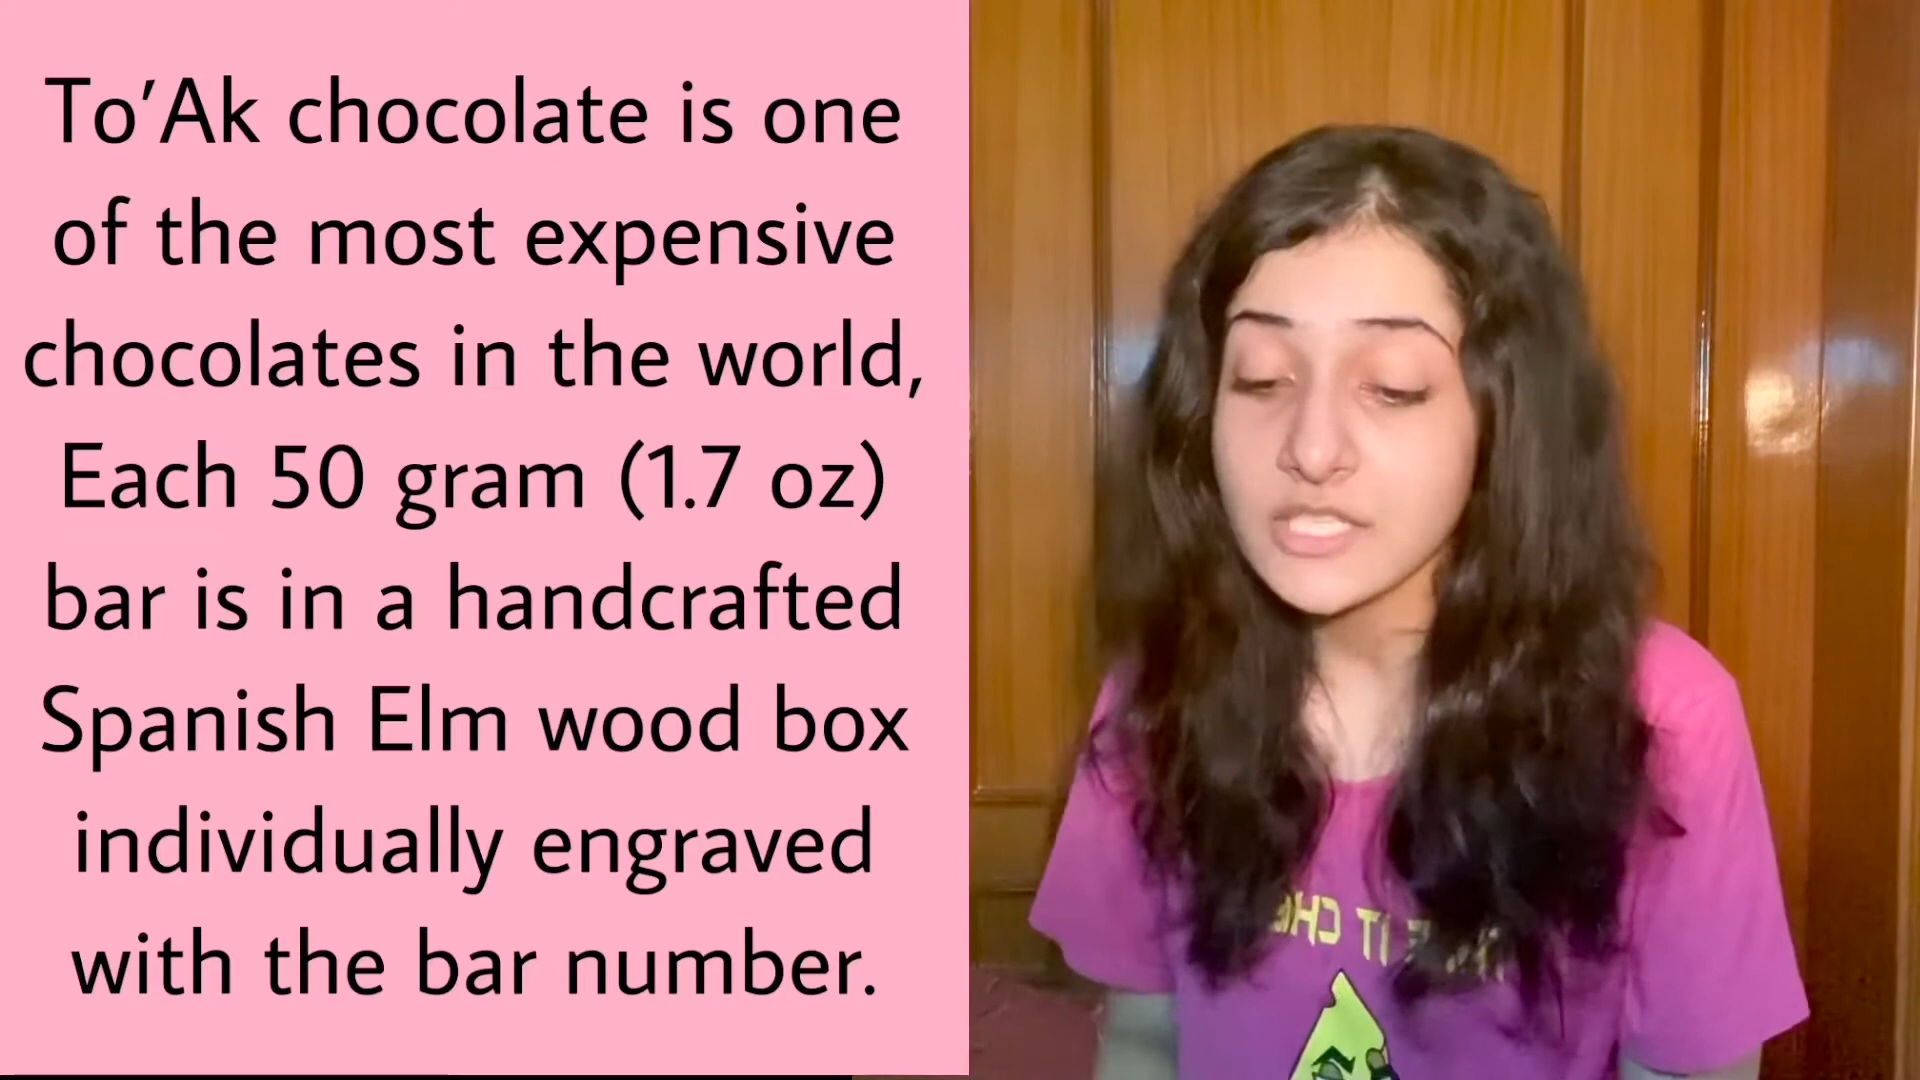 To’Ak chocolate is one
of the most expensive
chocolates in the world,
Each 50 gram (1.7 oz)
bar is in a handcrafted
Spanish Elm wood box
individually engraved
with the bar number.
IT